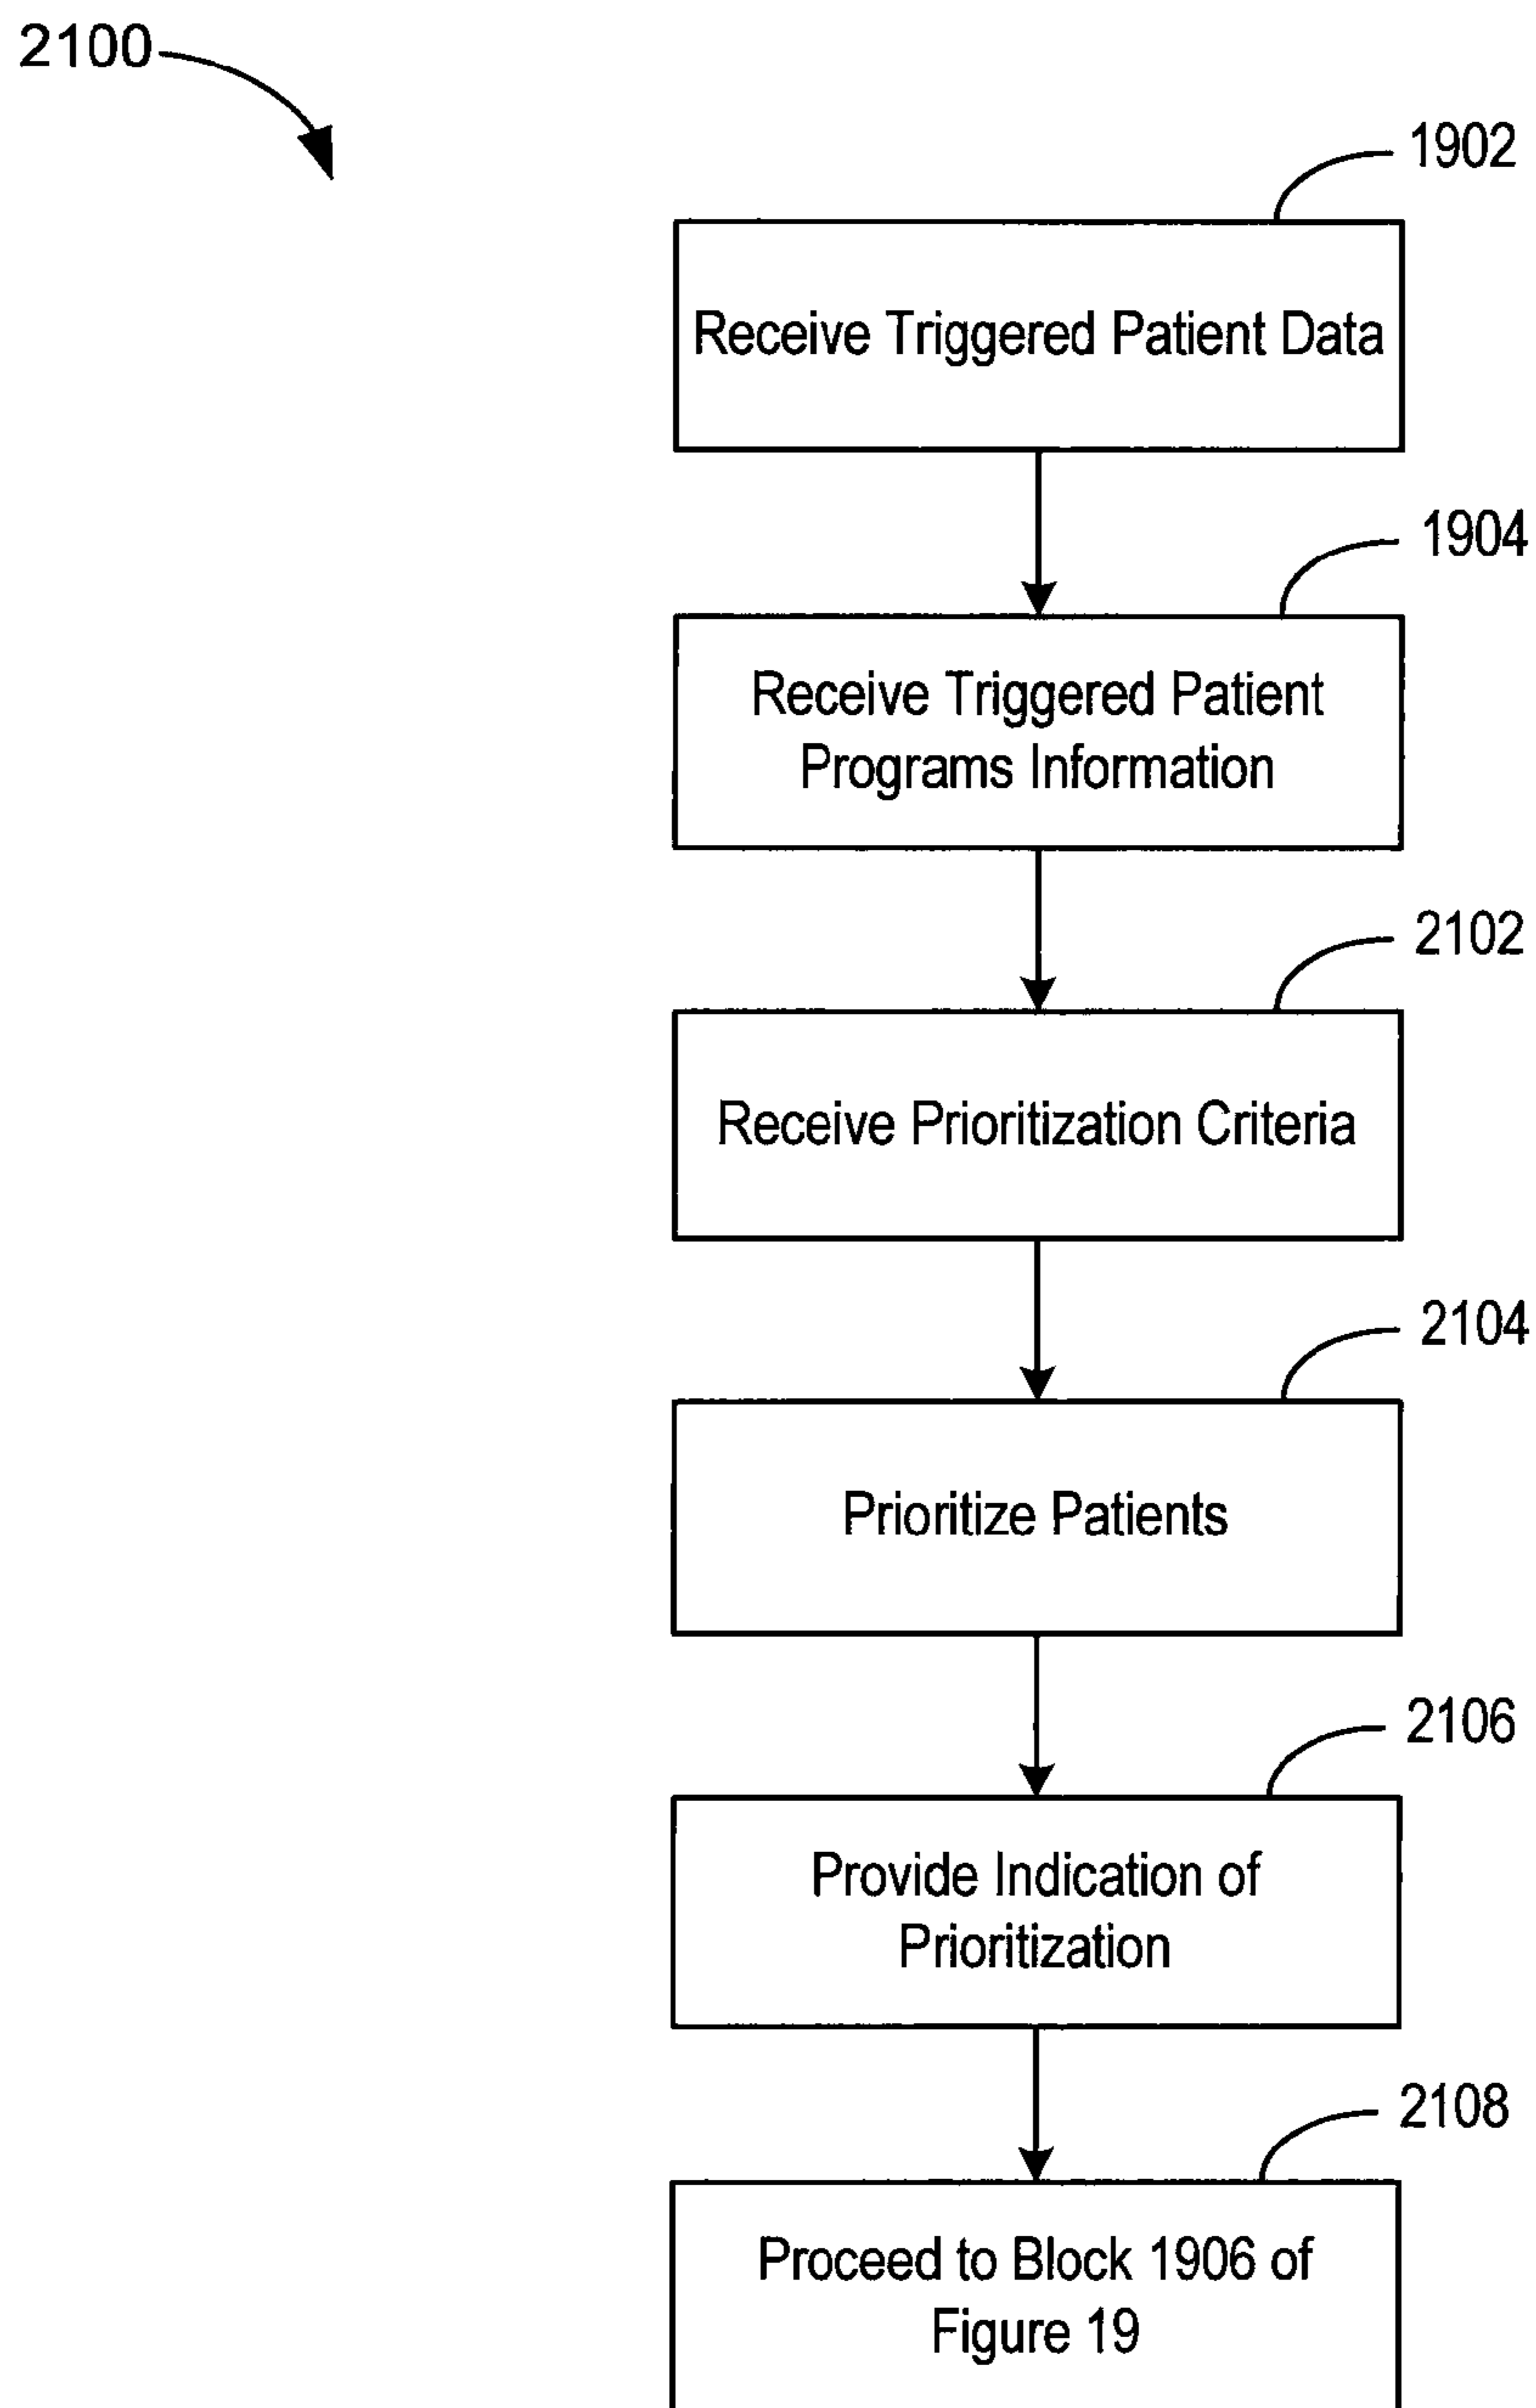 2100
1902
Receive Triggered Patient Data
1904
Receive Triggered Patient
Programs Information
2102
Receive Prioritization Criteria
2104
Prioritize Patients
2106
Provide Indication of
Prioritization
2108
Proceed to Block 1906 of
Figure 19